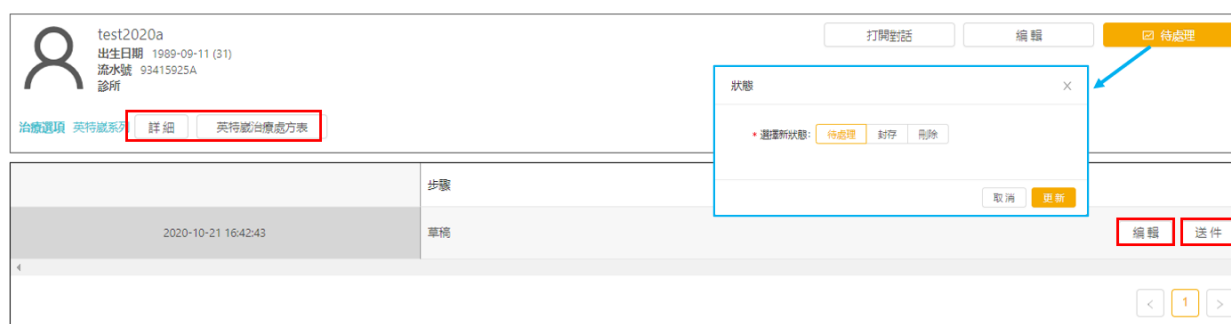 test2020a
出生日期 1989-09-11 (31)
流水號 93415925A
診所
打開對話 編輯 待處理
治療選項 英特崴系列 詳細 英特崴治療處方表
狀態
* 選擇新狀態: 待處理 封存 刪除
取消 更新
步驟
2020-10-21 16:42:43 草稿 编輯 送件
< 1 >